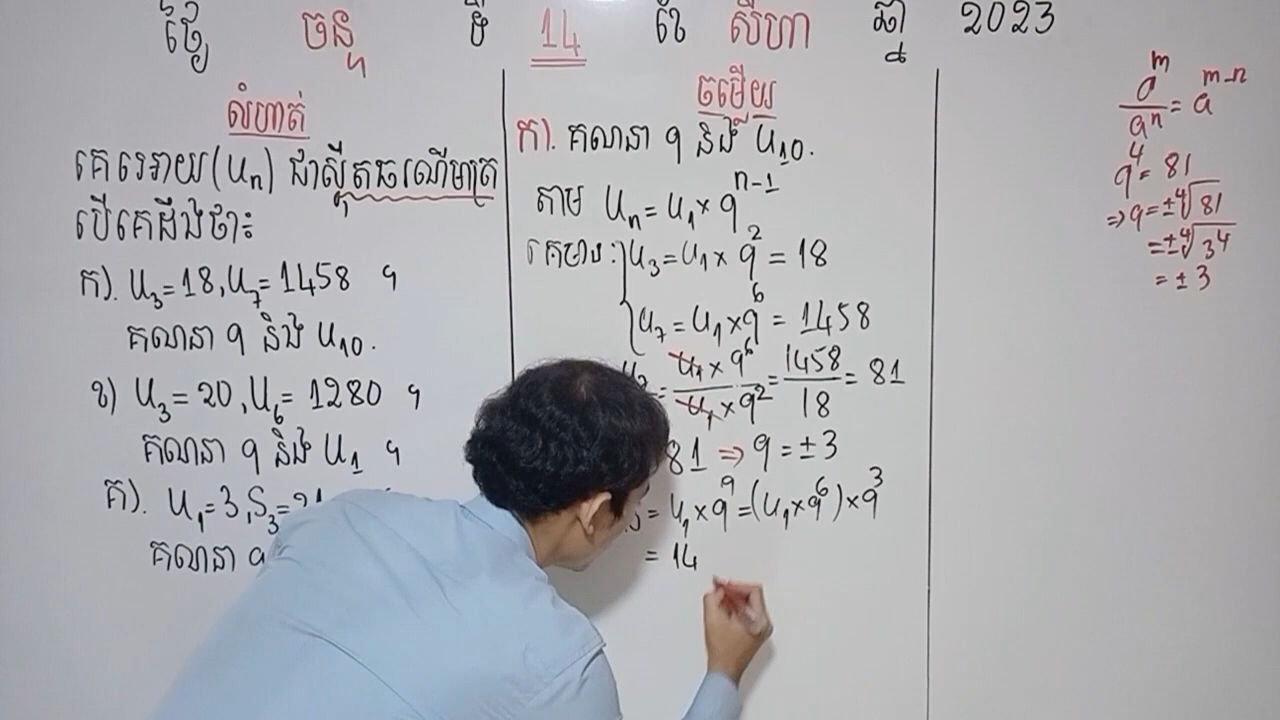 ថ្ងៃ ចន្ទ ទី 14 ខែ សីហា ឆ្នាំ 2023
លំហាត់
គេអោយ (Uₙ) ជាស្វ៊ីតធរណីមាត្រ
បើគេដឹងថា:
ក). U₃ = 18, U₇ = 1458 ។
គណនា q និង U₁₀.
ខ) U₃ = 20, U₆ = 1280 ។
គណនា q និង U₁ ។
គ). U₁ = 3, S₃ = 21
គណនា q
ចម្លើយ
ក). គណនា q និង U₁₀.
តាម Uₙ = U₁ × qⁿ⁻¹
គេមាន: { U₃ = U₁ × q² = 18
U₇ = U₁ × q⁶ = 1458
= (U₁ × q⁶)/(U₁ × q²) = 1458/18 = 81
81 ⇒ q = ± 3
= U₁ × q⁹ = (U₁ × q⁶) × q³
= 14
aᵐ/aⁿ = aᵐ⁻ⁿ
q⁴ = 81
⇒ q = ± ⁴√81
= ± ⁴√3⁴
= ± 3